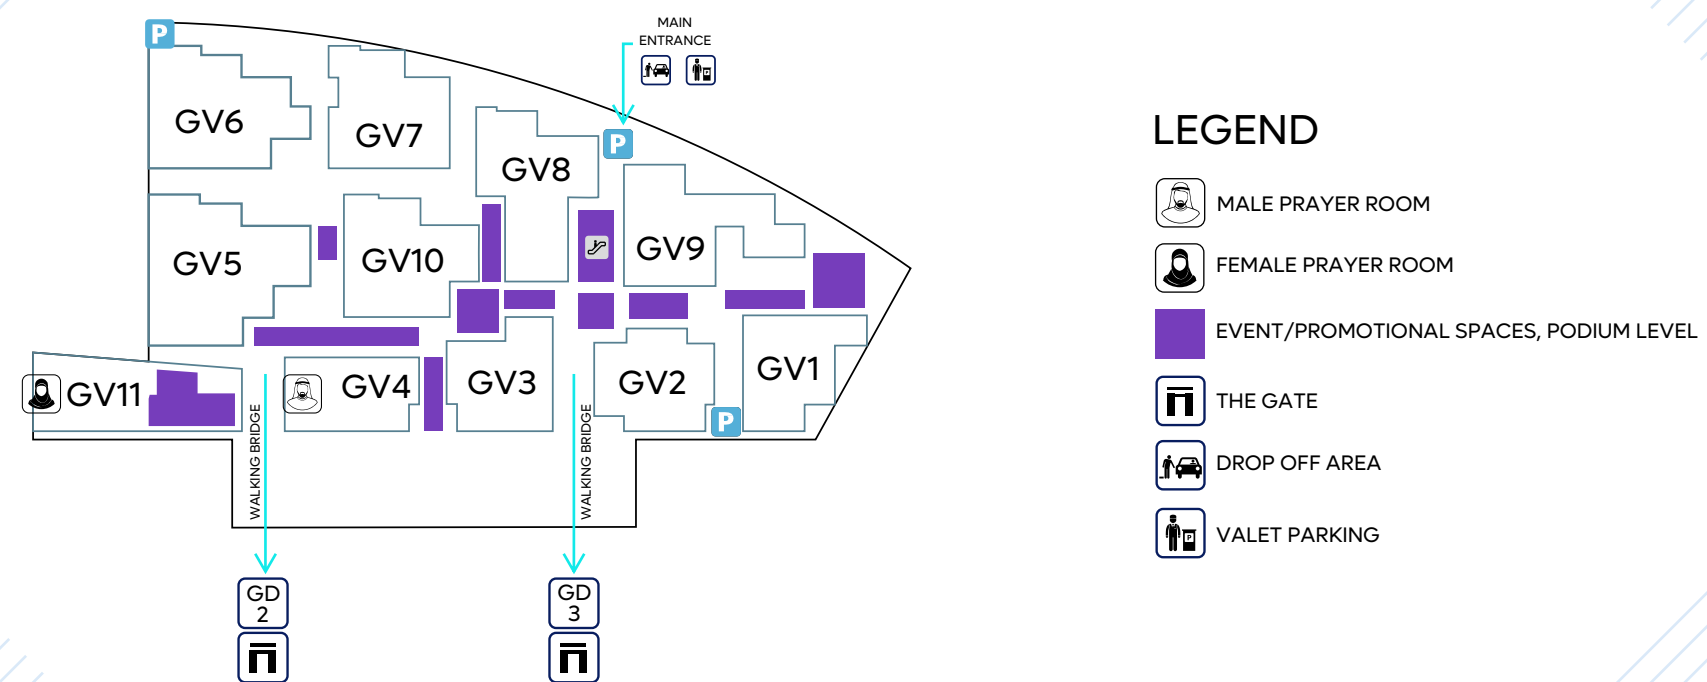 MAIN
ENTRANCE
P
P
GV6
GV7
GV8
GV5
GV10
GV9
GV11
GV4
GV3
GV2
GV1
P
WALKING BRIDGE
WALKING BRIDGE
GD
2
GD
3
LEGEND
MALE PRAYER ROOM
FEMALE PRAYER ROOM
EVENT/PROMOTIONAL SPACES, PODIUM LEVEL
THE GATE
DROP OFF AREA
P
VALET PARKING